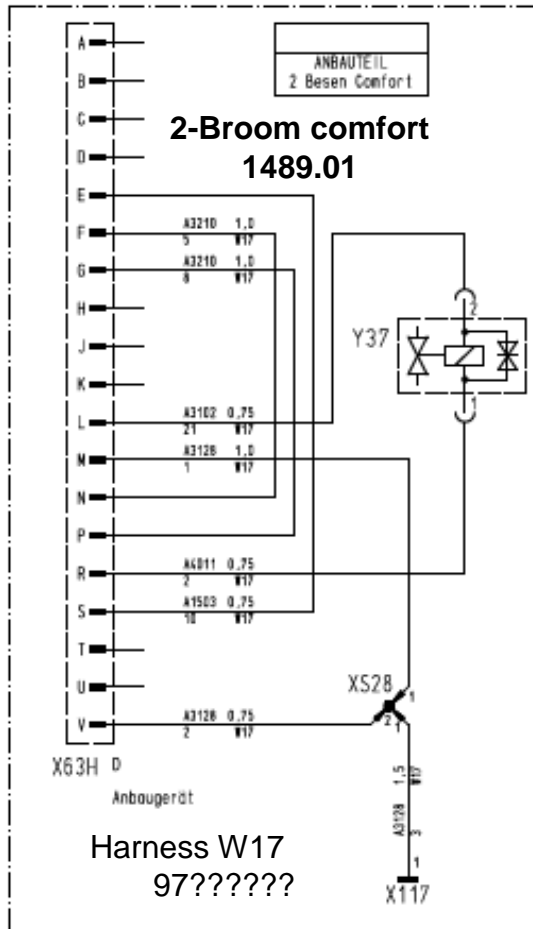 A
ANBAUTEIL
B
2 Besen Comfort
C
2-Broom comfort
D
1489.01
E
F
A3210 1,0
5 W17
G
A3210 1,0
8 W17
H
2
J
Y37
K
1
L
A3102 0,75
21 W17
M
A3128 1,0
1 W17
N
P
R
A4011 0,75
2 W17
S
A1503 0,75
10 W17
T
U
XS28
1
V
A3128 0,75
2 W17
2
1
X63H D
Anbaugerät
A3128 1,5
3 W17
Harness W17
97??????
1
X117